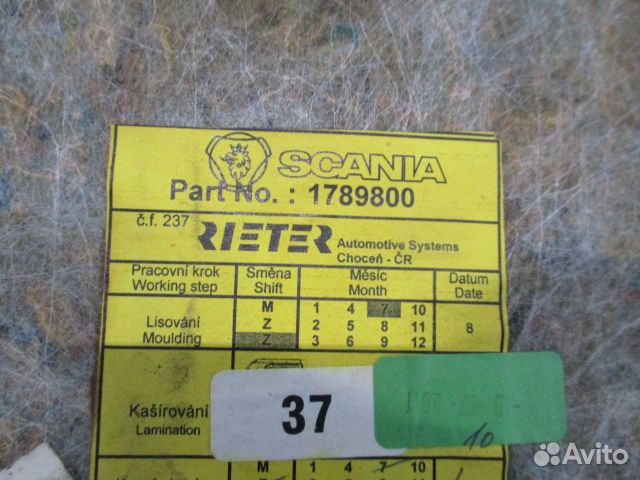 SCANIA
Part No. : 1789800
č.f. 237 RIETER Automotive Systems
Choceň - ČR
Pracovní krok Směna Měsíc Datum
Working step Shift Month Date
M 1 4 7 10
Lisování Z 2 5 8 11 8
Moulding Z 3 6 9 12
37
Kašírování
Lamination
10
M 1 4 7 10
Avito